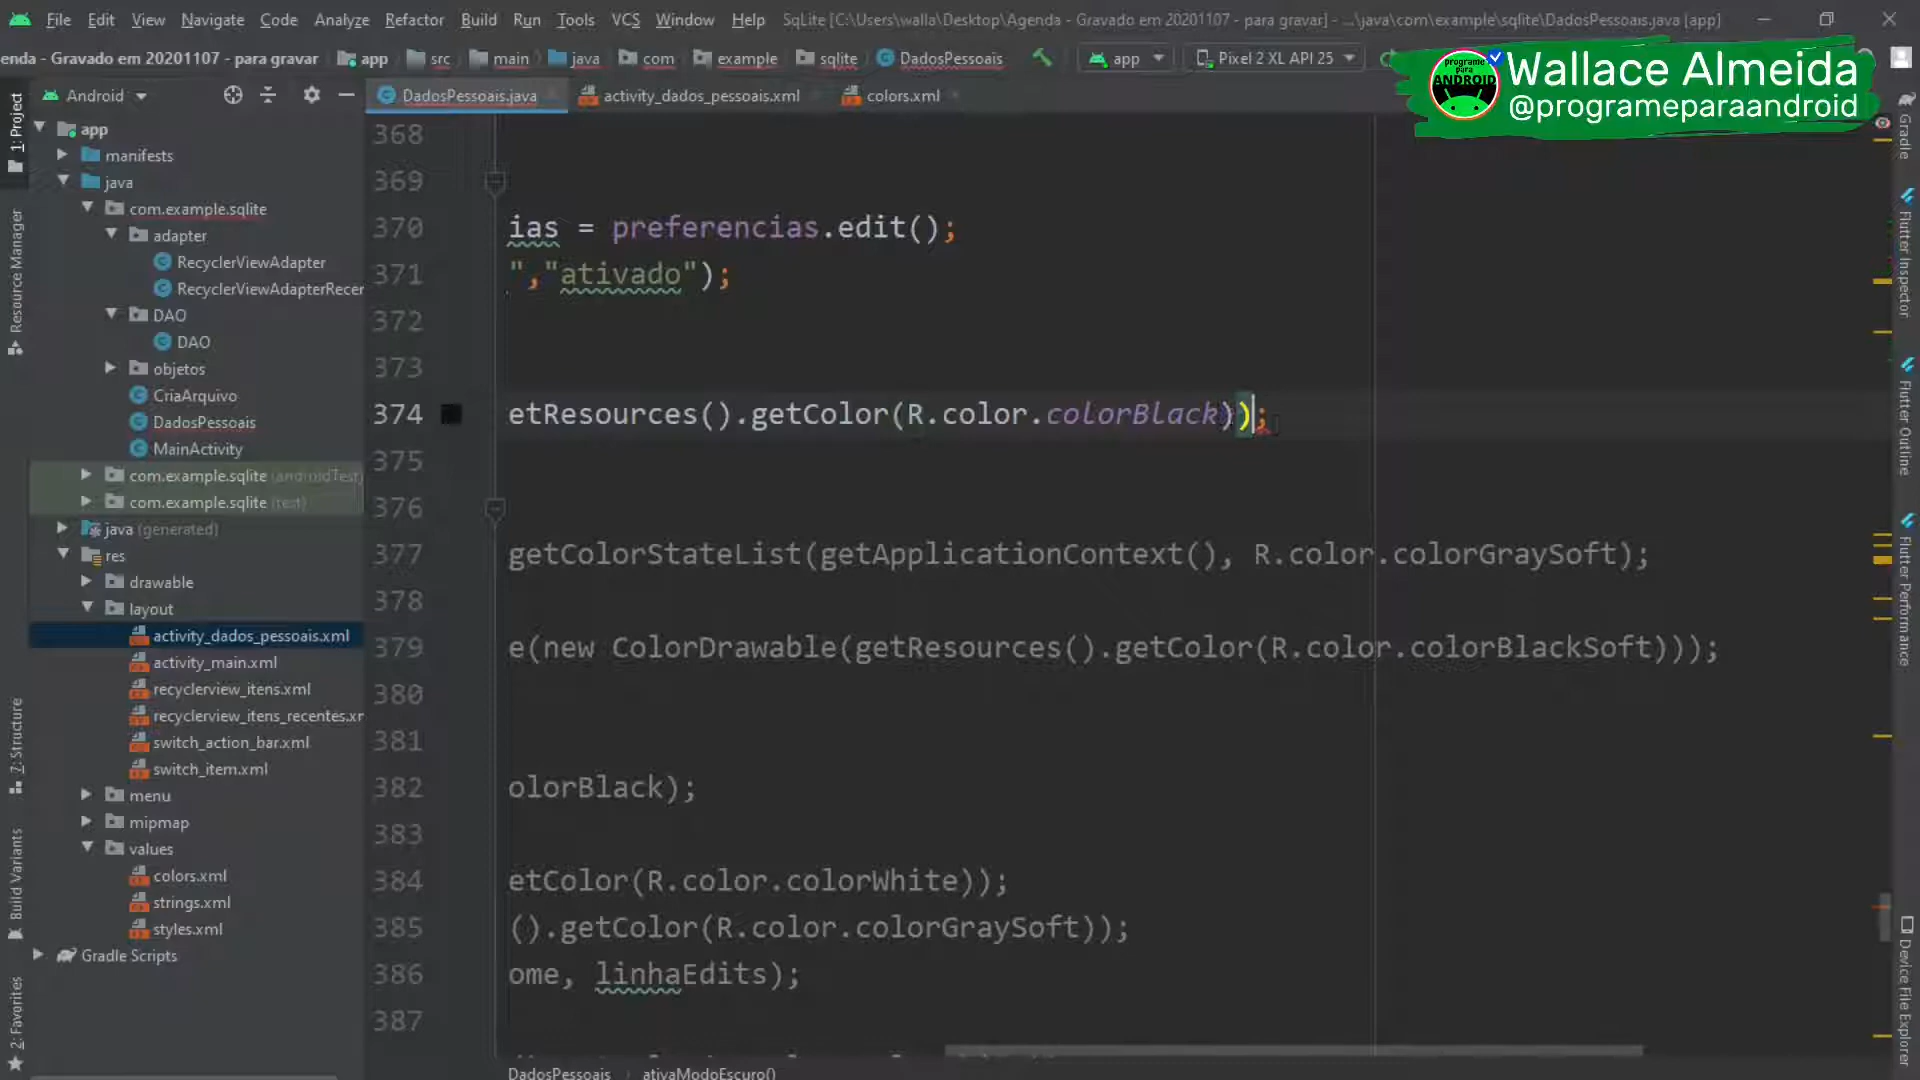 File Edit View Navigate Code Analyze Refactor Build Run Tools VCS Window Help SqLite [C:\Users\walla\Desktop\Agenda - Gravado em 20201107 - para gravar] - ...\java\com\example\sqlite\DadosPessoais.java [app]
enda - Gravado em 20201107 - para gravar app src main java com example sqlite DadosPessoais app Pixel 2 XL API 25
programe para ANDROID
Wallace Almeida
@programeparaandroid
Android
DadosPessoais.java activity_dados_pessoais.xml colors.xml
1: Project
Resource Manager
7: Structure
Build Variants
2: Favorites
app
manifests
java
com.example.sqlite
adapter
RecyclerViewAdapter
RecyclerViewAdapterRecer
DAO
DAO
objetos
CriaArquivo
DadosPessoais
MainActivity
com.example.sqlite (androidTest)
com.example.sqlite (test)
java (generated)
res
drawable
layout
activity_dados_pessoais.xml
activity_main.xml
recyclerview_itens.xml
recyclerview_itens_recentes.xr
switch_action_bar.xml
switch_item.xml
menu
mipmap
values
colors.xml
strings.xml
styles.xml
Gradle Scripts
368
369
370 ias = preferencias.edit();
371 ","ativado");
372
373
374 etResources().getColor(R.color.colorBlack));
375
376
377 getColorStateList(getApplicationContext(), R.color.colorGraySoft);
378
379 e(new ColorDrawable(getResources().getColor(R.color.colorBlackSoft)));
380
381
382 olorBlack);
383
384 etColor(R.color.colorWhite));
385 ().getColor(R.color.colorGraySoft));
386 ome, linhaEdits);
387
DadosPessoais ativaModoEscuro()
Gradle
Flutter Inspector
Flutter Outline
Flutter Performance
Device File Explorer